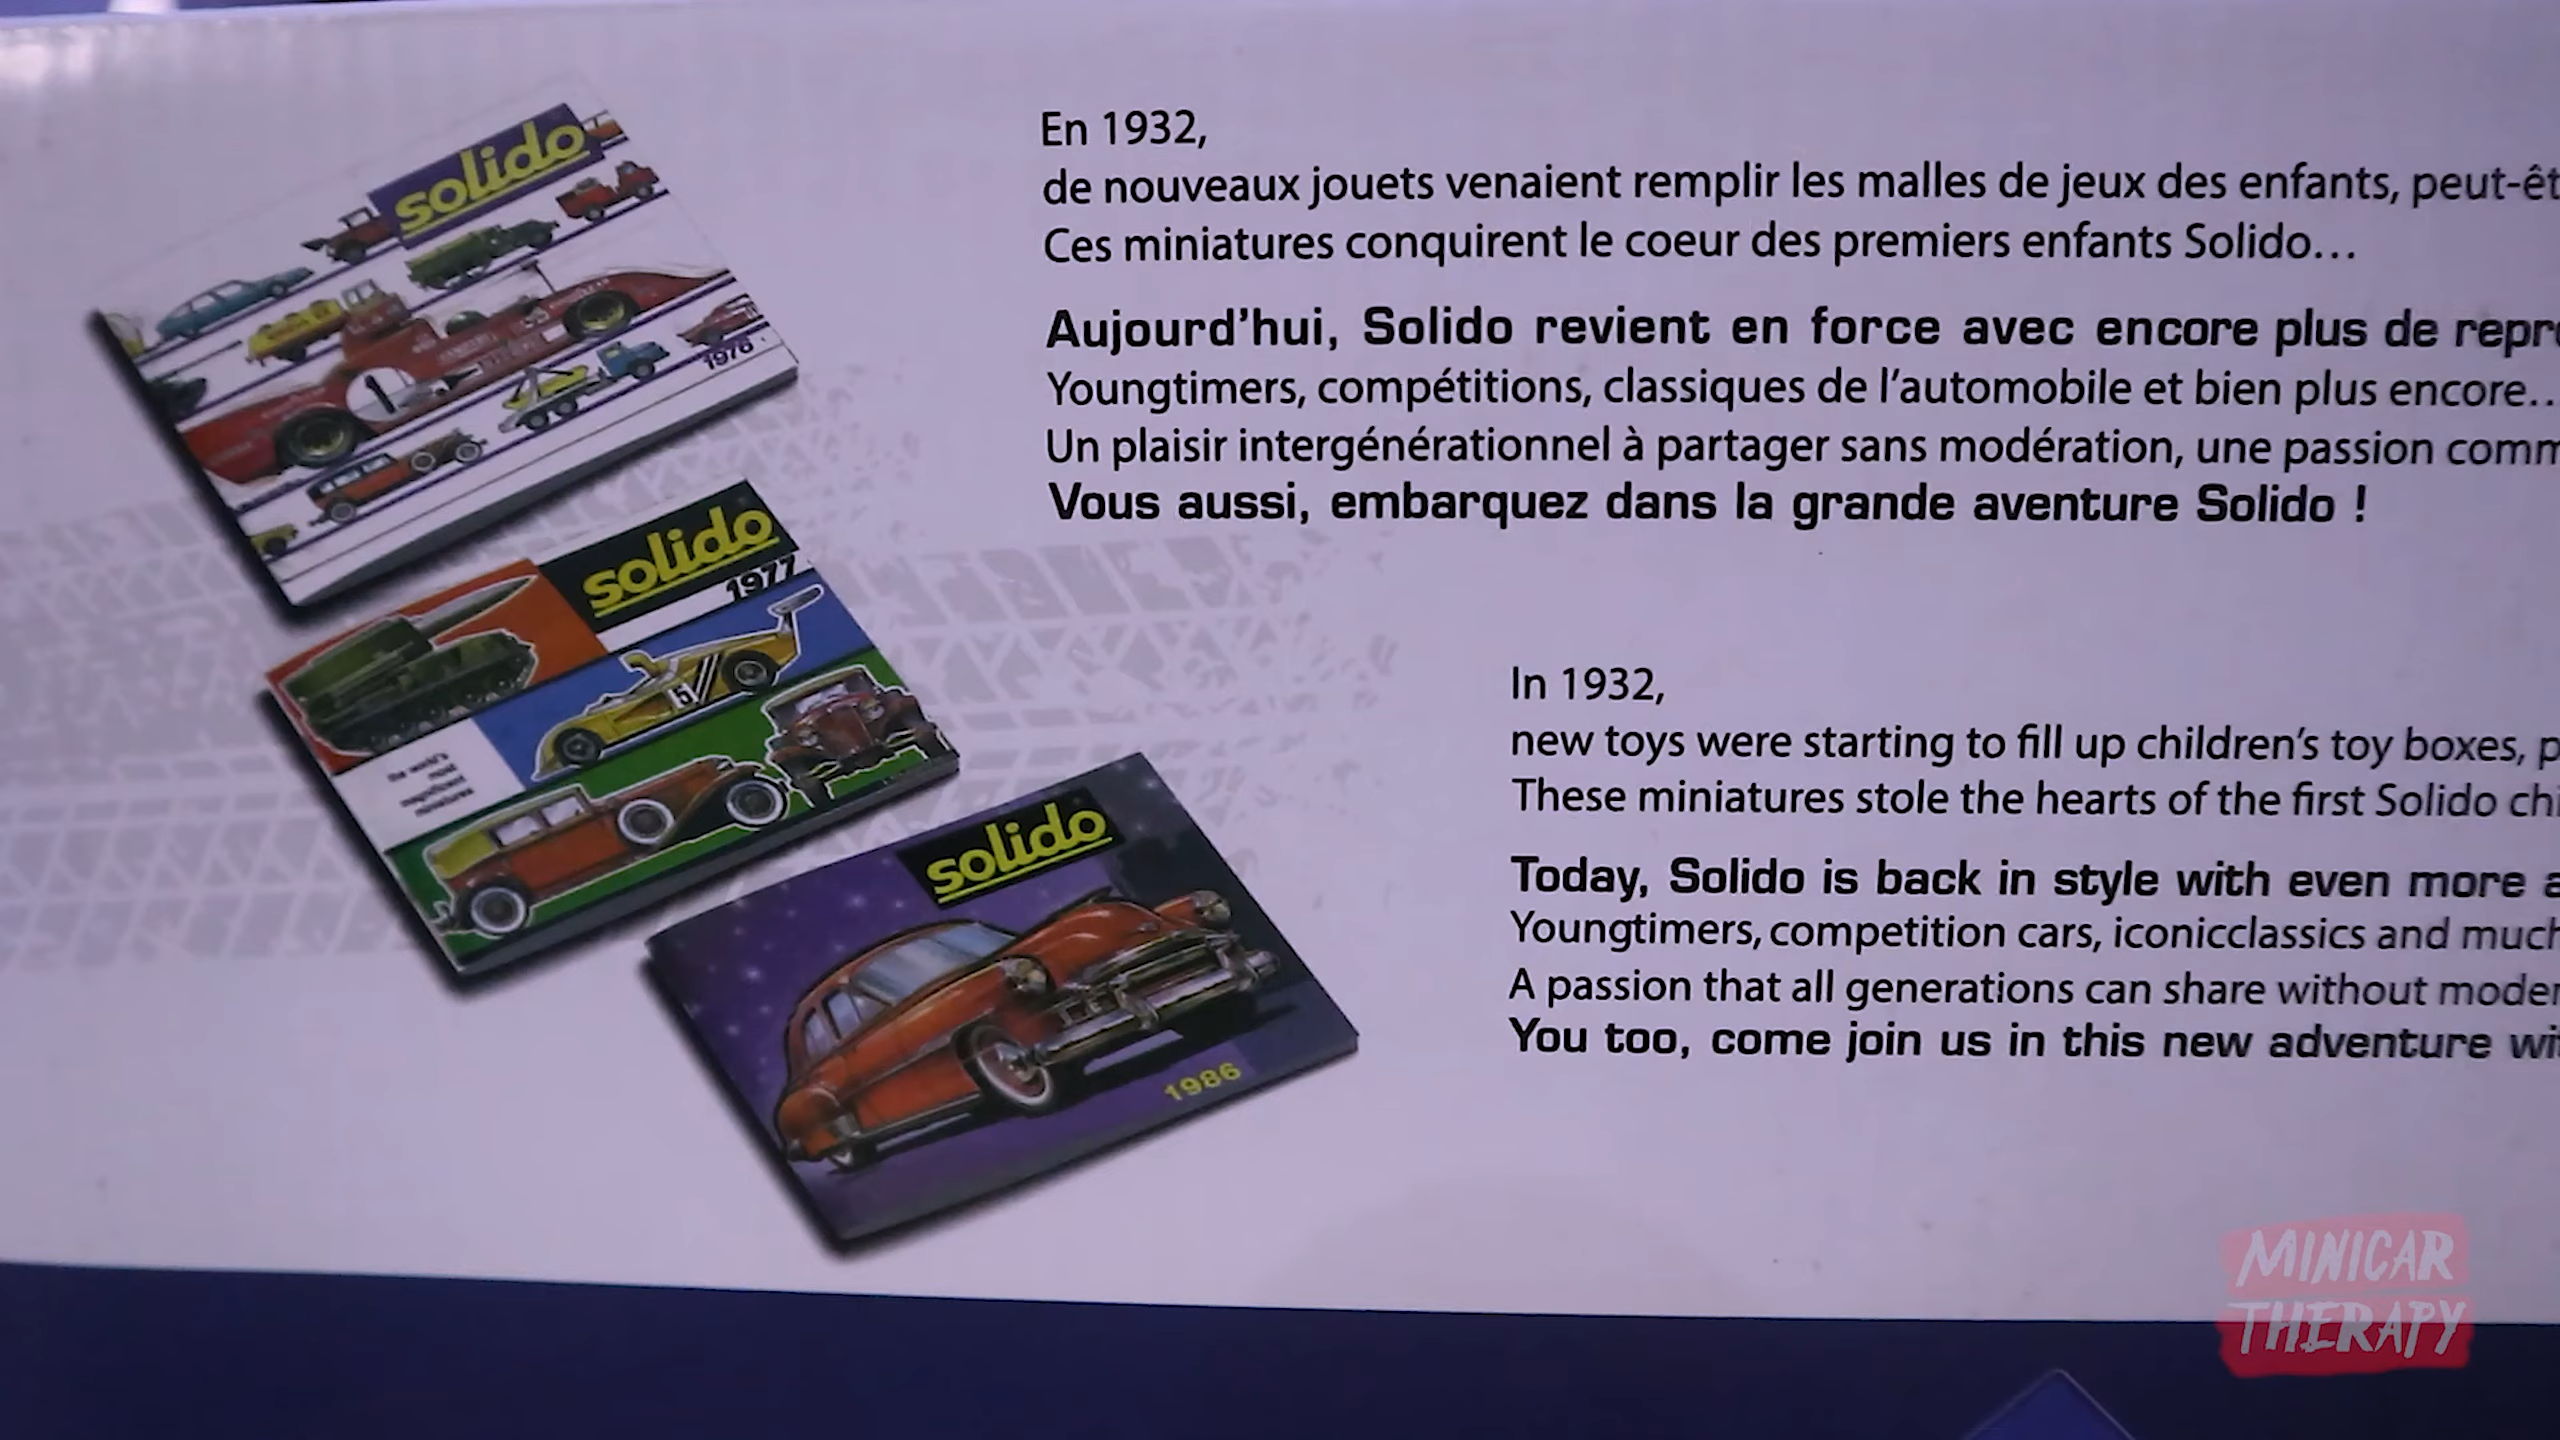 solido
1976
solido
1977
the world's
most
magnificent
miniatures
solido
1986
En 1932,
de nouveaux jouets venaient remplir les malles de jeux des enfants,
Ces miniatures conquirent le coeur des premiers enfants Solido...
Aujourd'hui, Solido revient en force avec encore plus de
Youngtimers, compétitions, classiques de l'automobile et bien plus encore..
Un plaisir intergénérationnel à partager sans modération, une passion
Vous aussi, embarquez dans la grande aventure Solido !
In 1932,
new toys were starting to fill up children's toy boxes,
These miniatures stole the hearts of the first Solido
Today, Solido is back in style with even more
Youngtimers, competition cars, iconicclassics and much
A passion that all generations can share without
You too, come join us in this new adventure
MINICAR
THERAPY